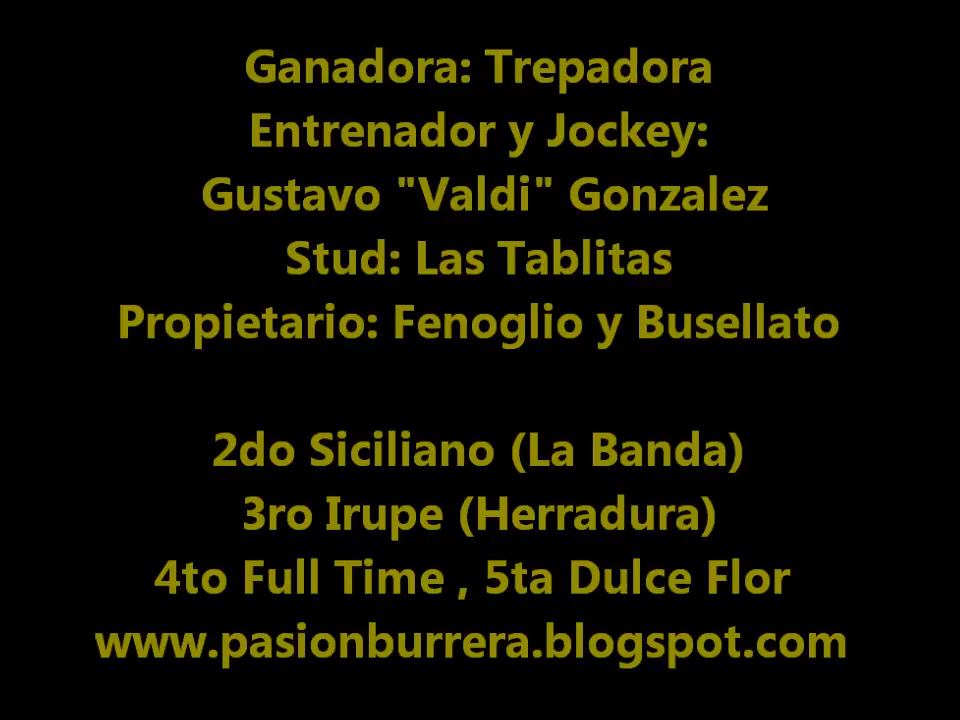 Ganadora: Trepadora
Entrenador y Jockey:
Gustavo "Valdi" Gonzalez
Stud: Las Tablitas
Propietario: Fenoglio y Busellato
2do Siciliano (La Banda)
3ro Irupe (Herradura)
4to Full Time , 5ta Dulce Flor
www.pasionburrera.blogspot.com